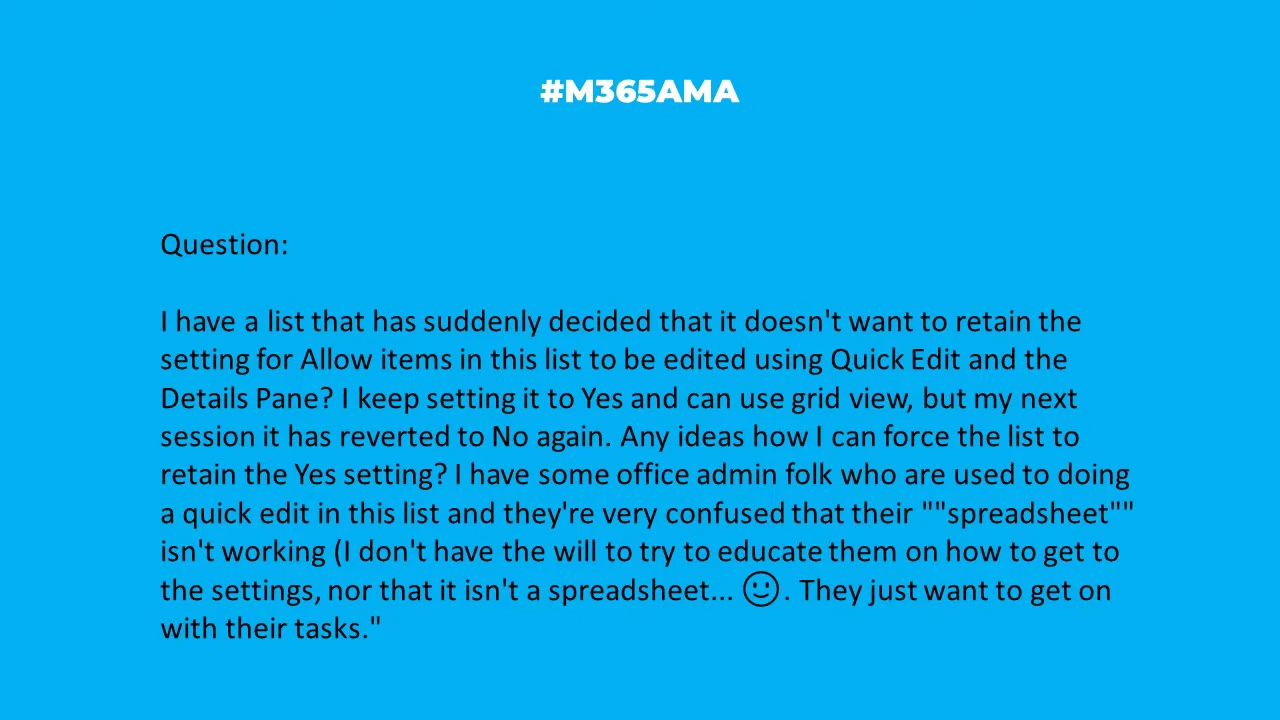 #M365AMA
Question:
I have a list that has suddenly decided that it doesn't want to retain the
setting for Allow items in this list to be edited using Quick Edit and the
Details Pane? I keep setting it to Yes and can use grid view, but my next
session it has reverted to No again. Any ideas how I can force the list to
retain the Yes setting? I have some office admin folk who are used to doing
a quick edit in this list and they're very confused that their ""spreadsheet""
isn't working (I don't have the will to try to educate them on how to get to
the settings, nor that it isn't a spreadsheet... 🙂. They just want to get on
with their tasks."